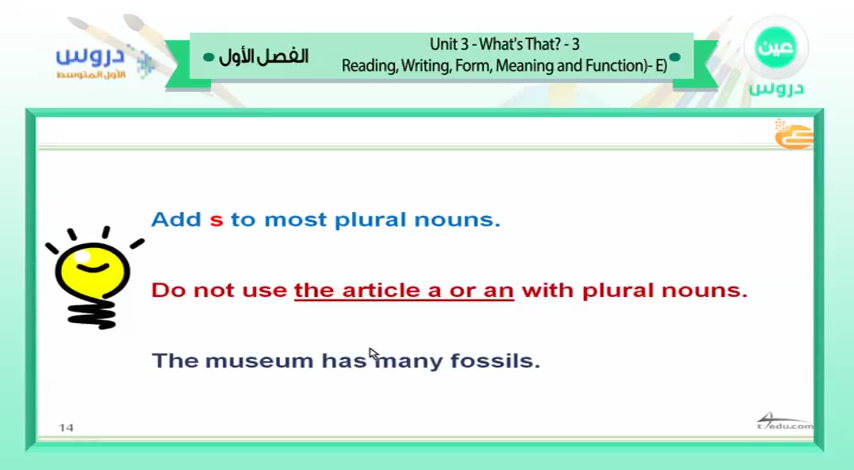 دروس
الأول المتوسط
الفصل الأول
Unit 3 - What's That? - 3
Reading, Writing, Form, Meaning and Function)- E)
عين
دروس
Add s to most plural nouns.
Do not use the article a or an with plural nouns.
The museum has many fossils.
14
t4edu.com